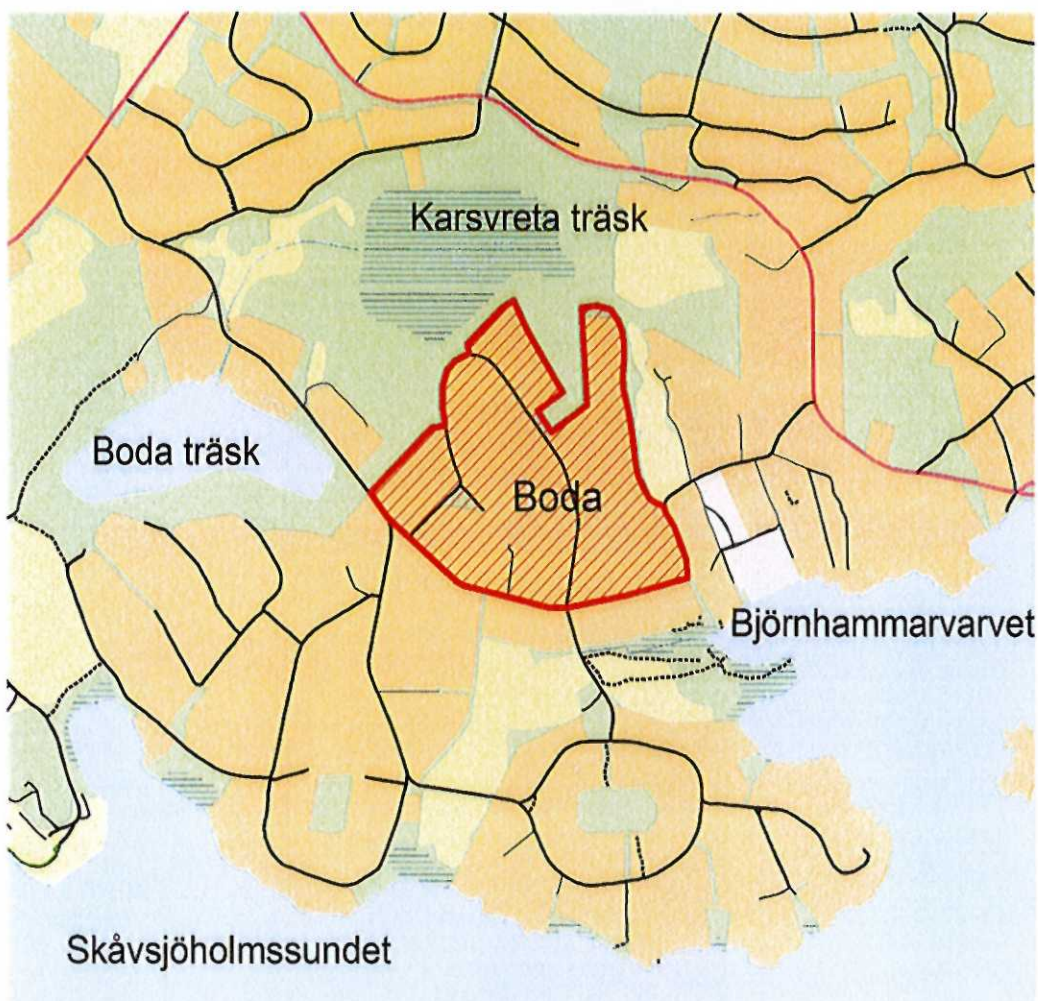 Karsvreta träsk
Boda träsk
Boda
Björnhammarvarvet
Skåvsjöholmssundet